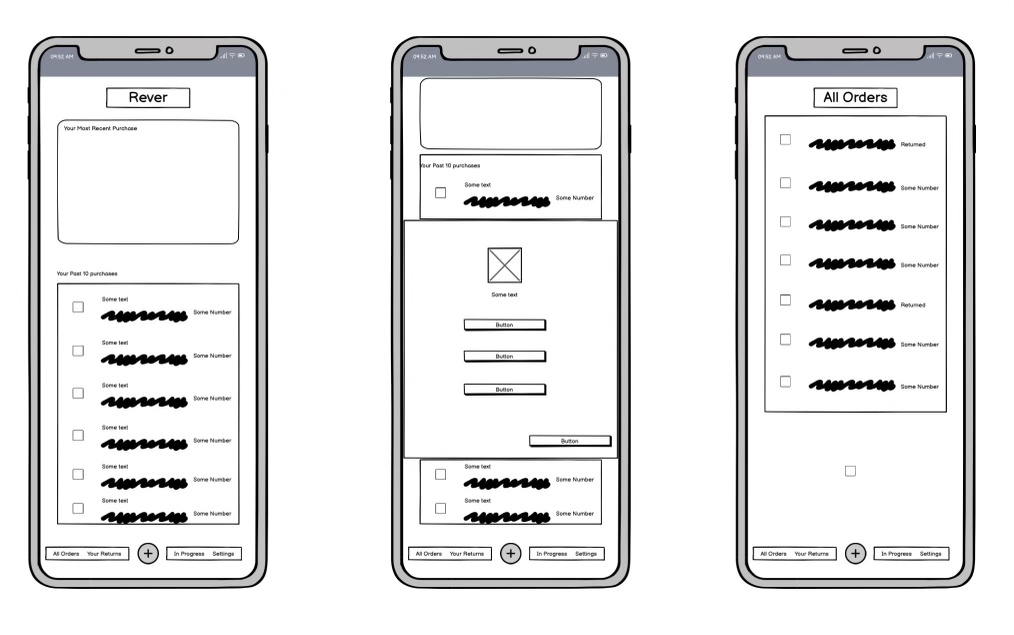 09:52 AM
Rever
Your Most Recent Purchase
Your Past 10 purchases
Some text
Some Number
Some text
Some Number
Some text
Some Number
Some text
Some Number
Some text
Some Number
Some text
Some Number
All Orders Your Returns + In Progress Settings
09:52 AM
Your Past 10 purchases
Some text
Some Number
Some text
Button
Button
Button
Button
Some text
Some Number
Some text
Some Number
All Orders Your Returns + In Progress Settings
09:52 AM
All Orders
Returned
Some Number
Some Number
Some Number
Returned
Some Number
Some Number
All Orders Your Returns + In Progress Settings